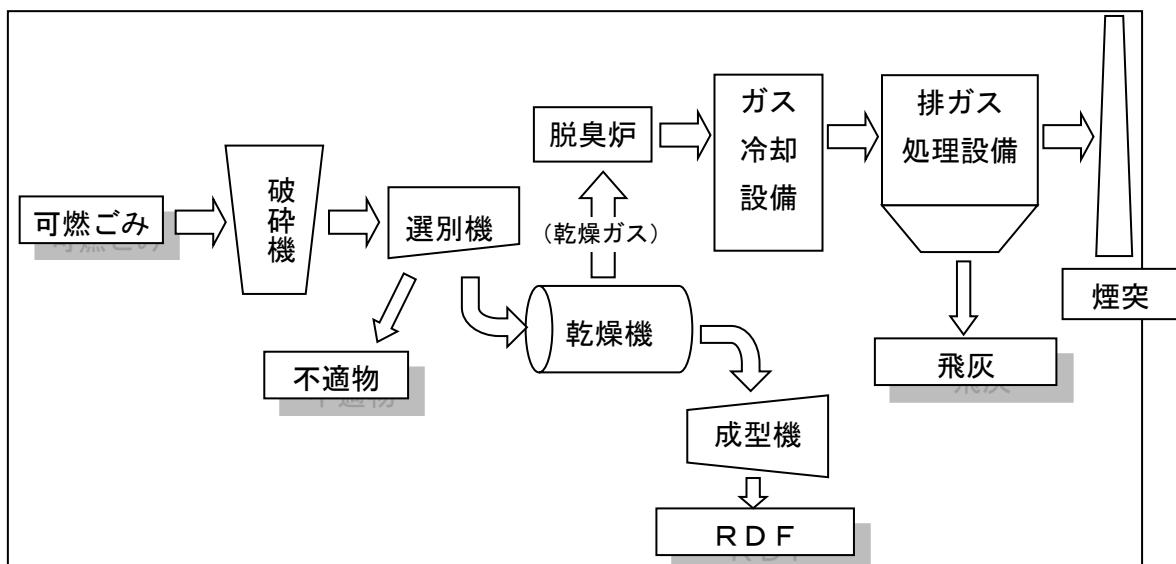 可燃ごみ
破砕機
選別機
不適物
乾燥機
(乾燥ガス)
脱臭炉
ガス
冷却
設備
排ガス
処理設備
煙突
飛灰
成型機
ＲＤＦ